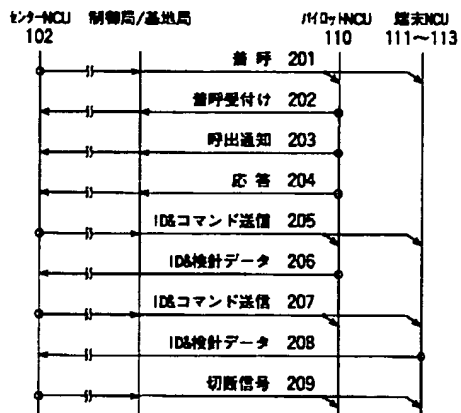 センターNCU 制御局/基地局 パイロットNCU 端末NCU
102 110 111～113
着呼 201
着呼受付け 202
呼出通知 203
応答 204
ID&コマンド送信 205
ID&検針データ 206
ID&コマンド送信 207
ID&検針データ 208
切断信号 209